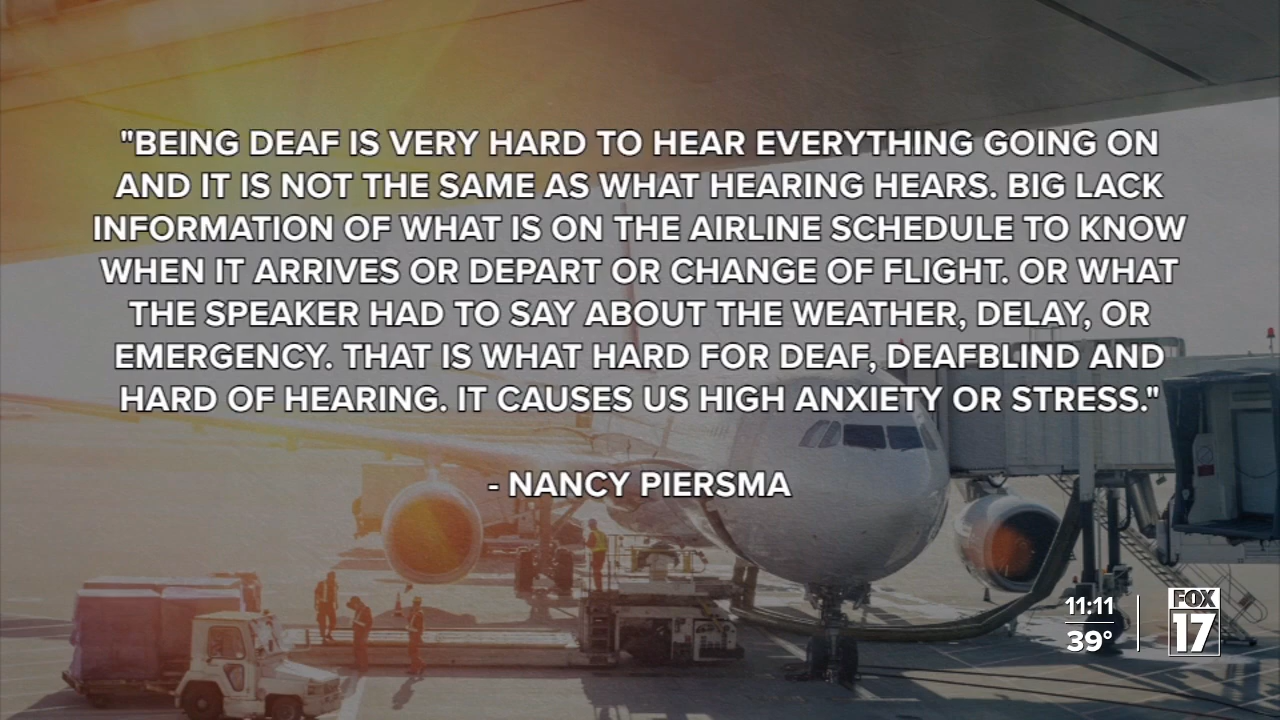 "BEING DEAF IS VERY HARD TO HEAR EVERYTHING GOING ON
AND IT IS NOT THE SAME AS WHAT HEARING HEARS. BIG LACK
INFORMATION OF WHAT IS ON THE AIRLINE SCHEDULE TO KNOW
WHEN IT ARRIVES OR DEPART OR CHANGE OF FLIGHT. OR WHAT
THE SPEAKER HAD TO SAY ABOUT THE WEATHER, DELAY, OR
EMERGENCY. THAT IS WHAT HARD FOR DEAF, DEAFBLIND AND
HARD OF HEARING. IT CAUSES US HIGH ANXIETY OR STRESS."
- NANCY PIERSMA
11:11
39°
FOX
17